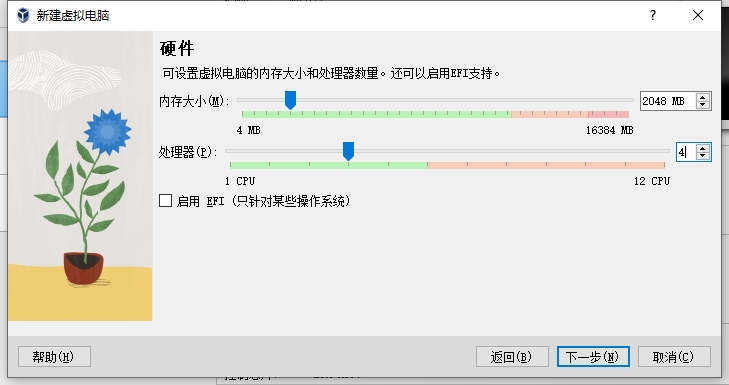 新建虚拟电脑
硬件
可设置虚拟电脑的内存大小和处理器数量。还可以启用EFI支持。
内存大小(M):
2048 MB
4 MB
16384 MB
处理器(P):
4
1 CPU
12 CPU
启用 EFI (只针对某些操作系统)
帮助(H)
返回(B)
下一步(N)
取消(C)